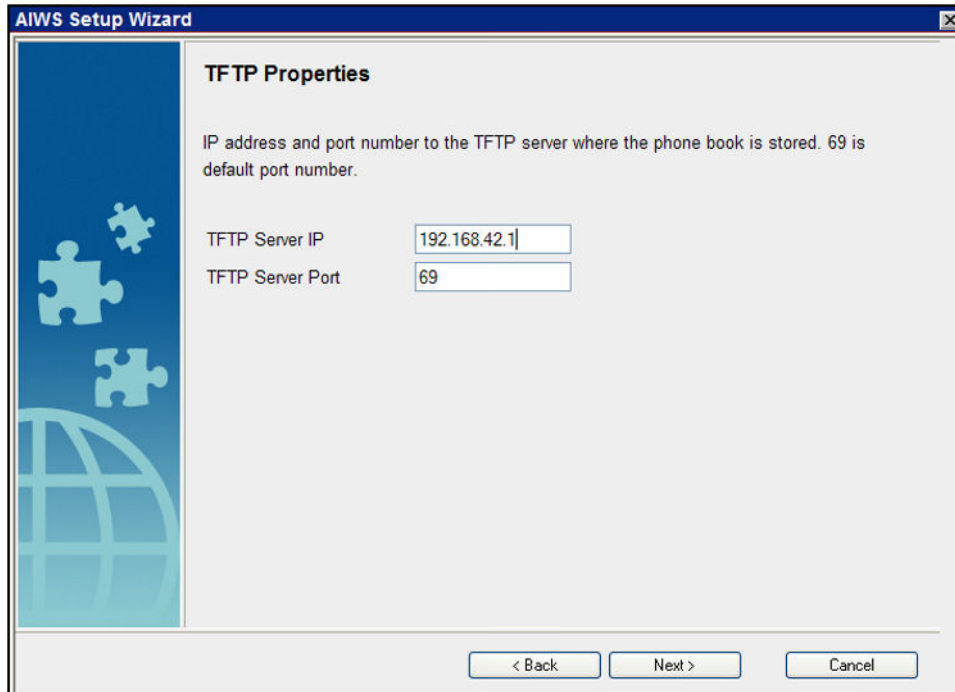 AIWS Setup Wizard
TFTP Properties
IP address and port number to the TFTP server where the phone book is stored. 69 is
default port number.
TFTP Server IP 192.168.42.1
TFTP Server Port 69
< Back Next > Cancel